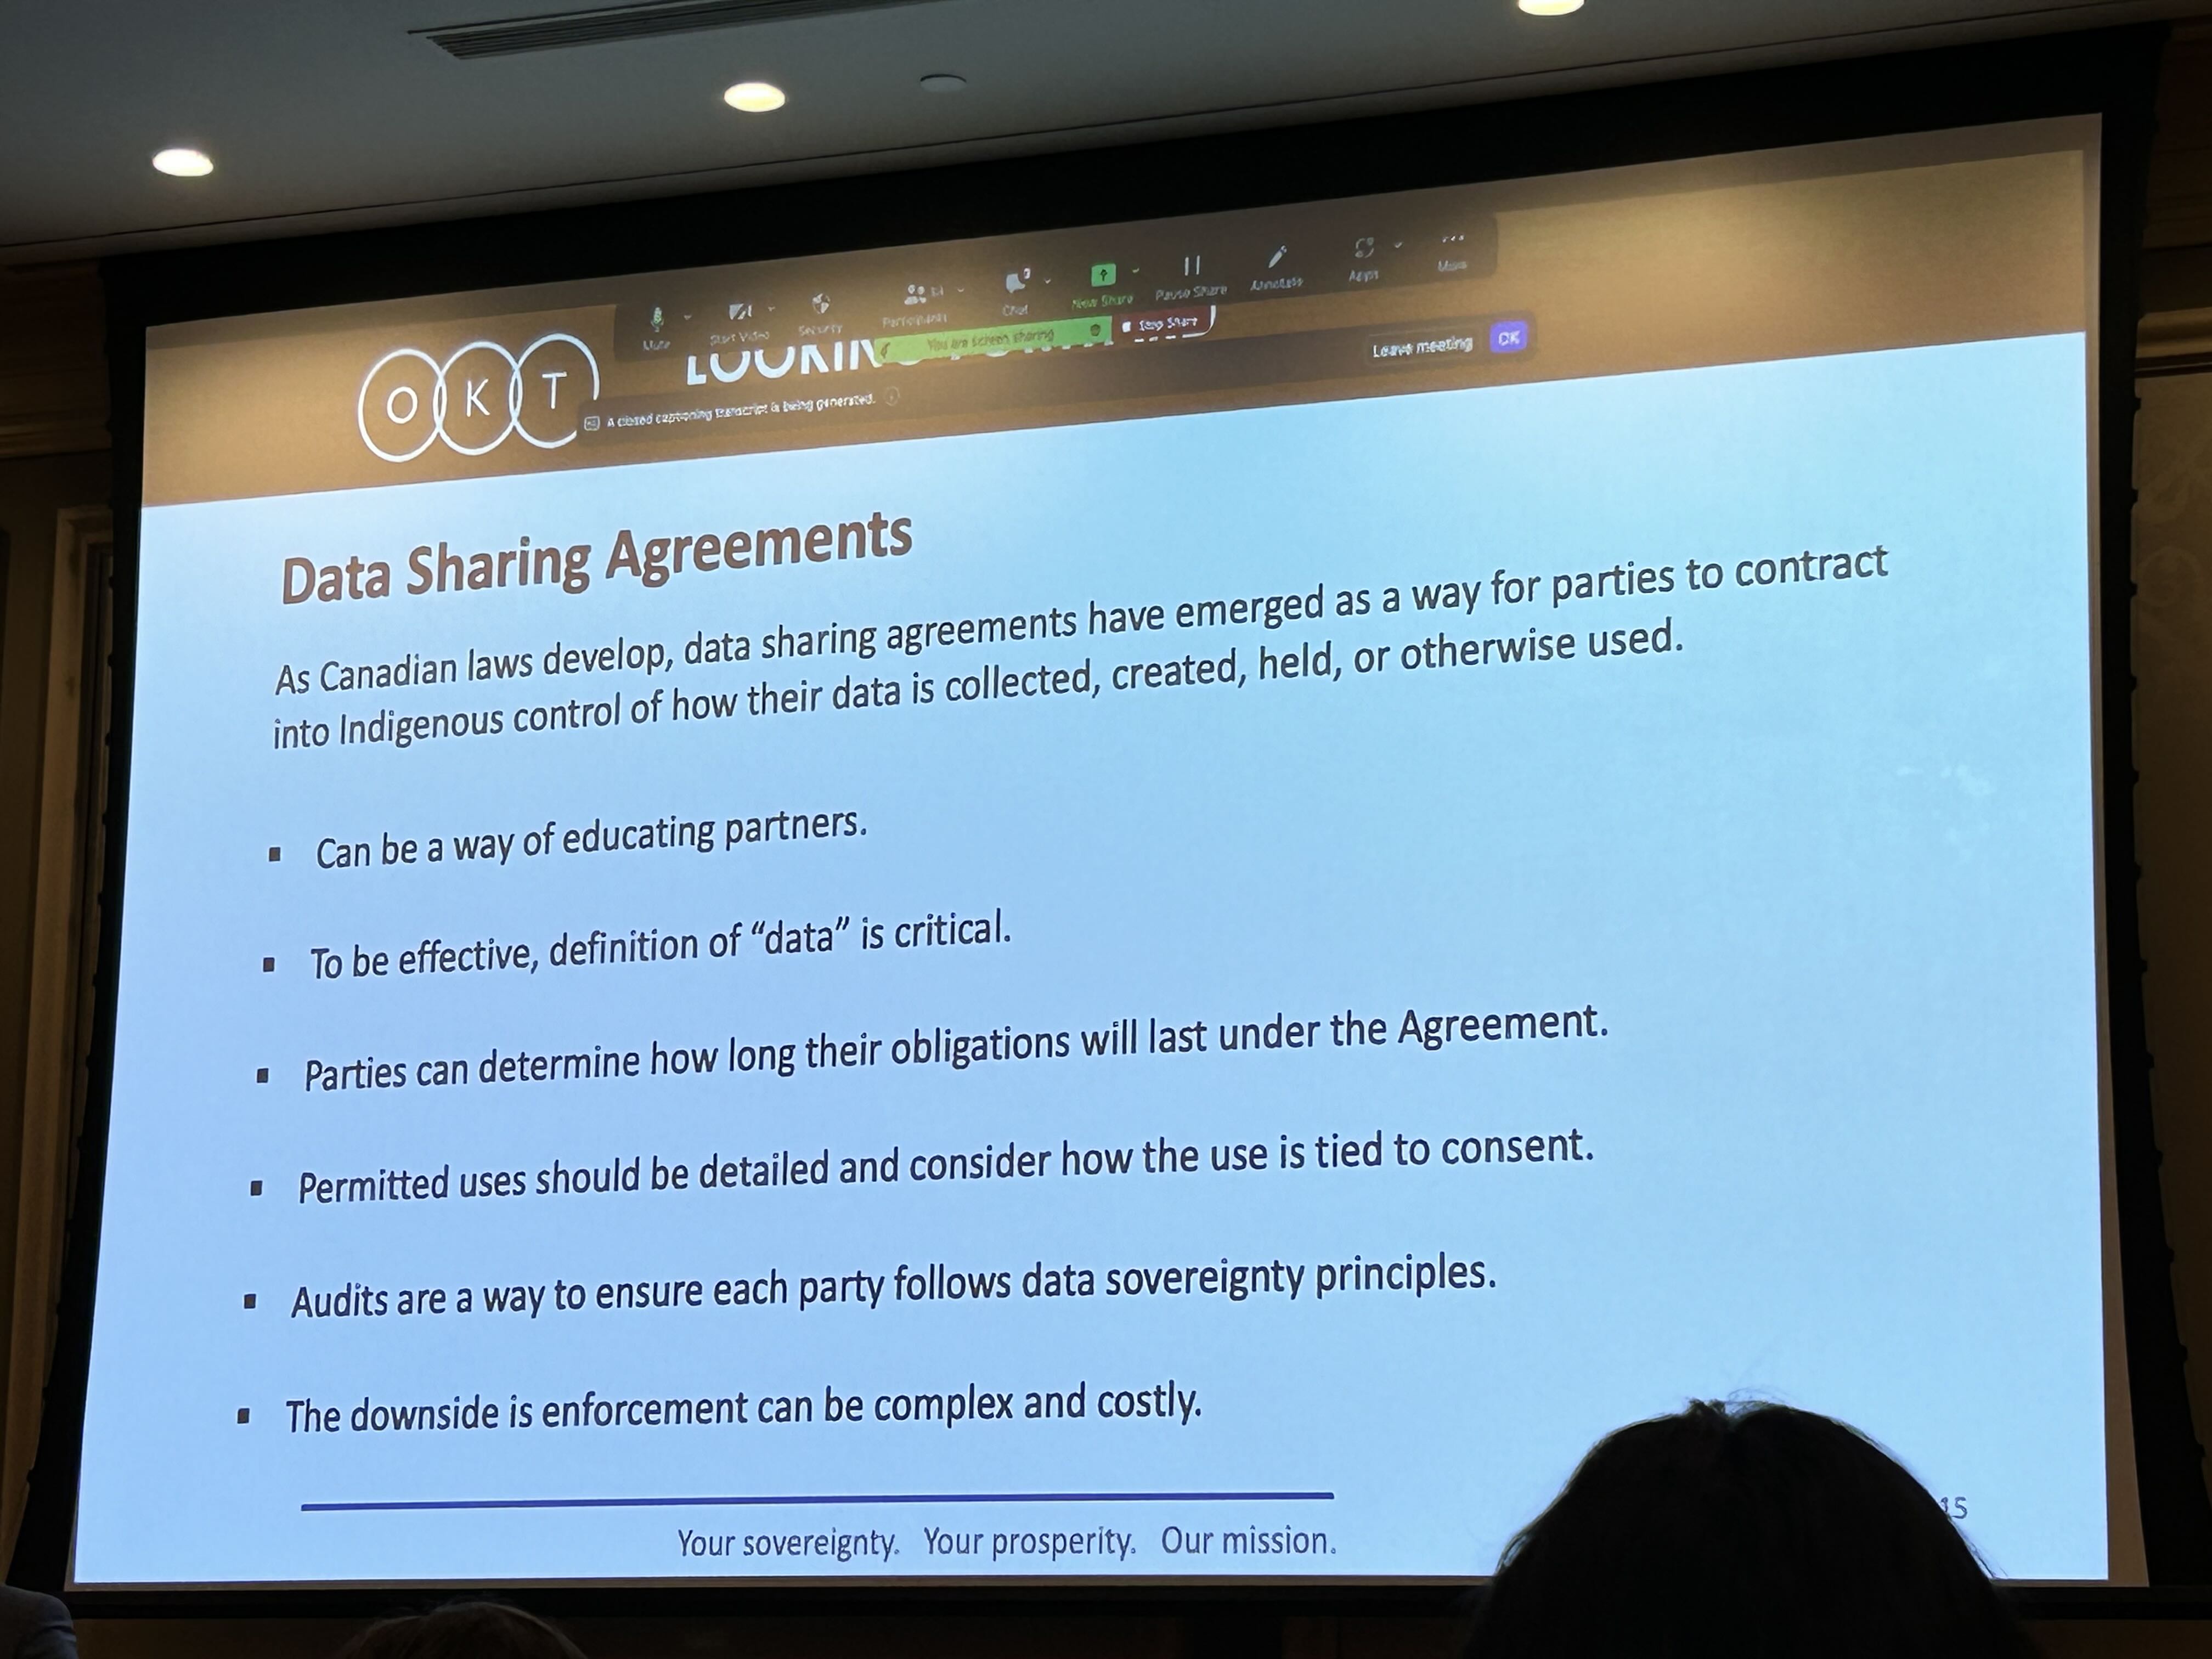 Mute
Start Video
Security
Participants
Chat
New Share
Pause Share
Annotate
Apps
More
You are screen sharing
Stop Share
Leave meeting
OK
O K T
A closed captioning transcript is being generated.
Data Sharing Agreements
As Canadian laws develop, data sharing agreements have emerged as a way for parties to contract
into Indigenous control of how their data is collected, created, held, or otherwise used.
▪ Can be a way of educating partners.
▪ To be effective, definition of “data” is critical.
▪ Parties can determine how long their obligations will last under the Agreement.
▪ Permitted uses should be detailed and consider how the use is tied to consent.
▪ Audits are a way to ensure each party follows data sovereignty principles.
▪ The downside is enforcement can be complex and costly.
Your sovereignty. Your prosperity. Our mission.
15